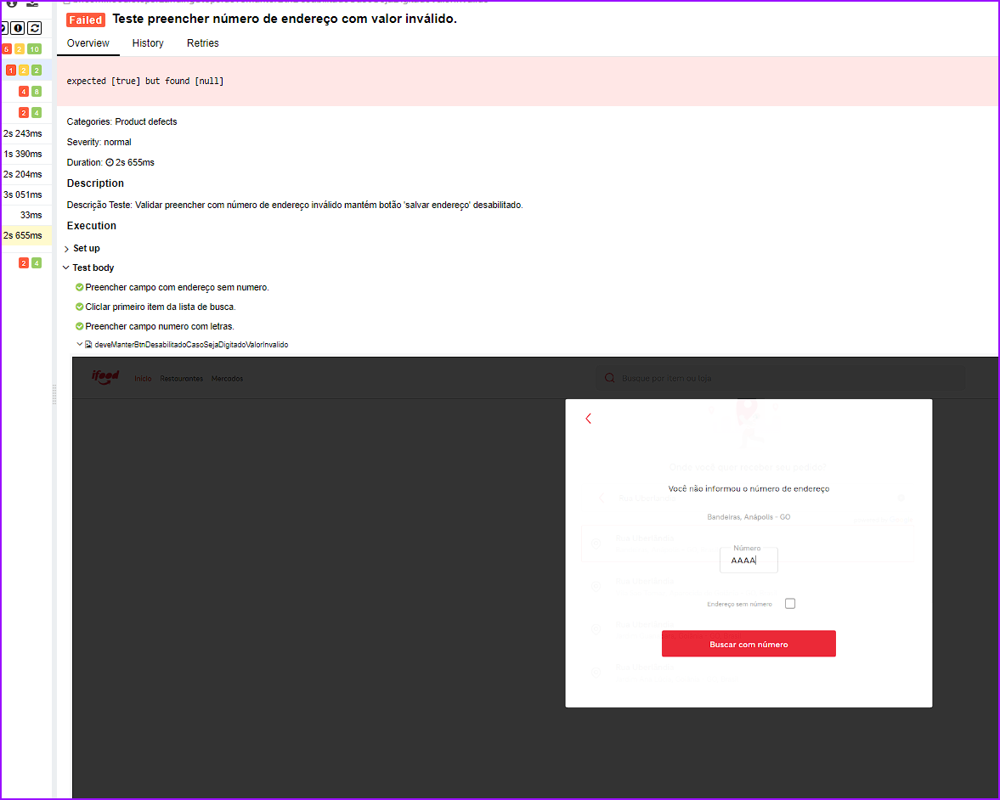 Failed Teste preencher número de endereço com valor inválido.
Overview History Retries
5 2 10
1 2 2
4 8
2 4
2s 243ms
1s 390ms
2s 204ms
3s 051ms
33ms
2s 655ms
2 4
expected [true] but found [null]
Categories: Product defects
Severity: normal
Duration: 2s 655ms
Description
Descrição Teste: Validar preencher com número de endereço inválido mantém botão 'salvar endereço' desabilitado.
Execution
Set up
Test body
Preencher campo com endereço sem numero.
Cliclar primeiro item da lista de busca.
Preencher campo numero com letras.
deveManterBtnDesabilitadoCasoSejaDigitadoValorInvalido
ifood Início Restaurantes Mercados Busque por item ou loja
Onde você quer receber seu pedido?
Você não informou o número de endereço
Bandeiras, Anápolis - GO
Número
AAAA
Endereço sem número
Buscar com número